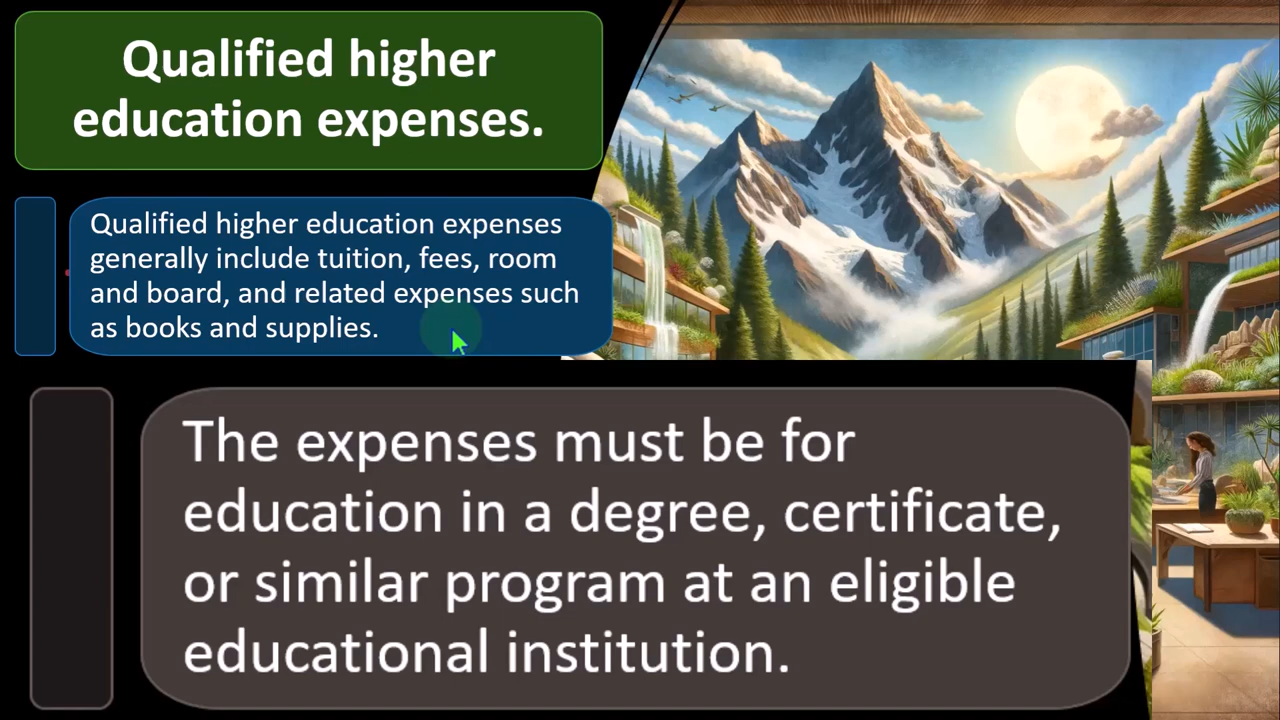 Qualified higher
education expenses.
Qualified higher education expenses
generally include tuition, fees, room
and board, and related expenses such
as books and supplies.
The expenses must be for
education in a degree, certificate,
or similar program at an eligible
educational institution.